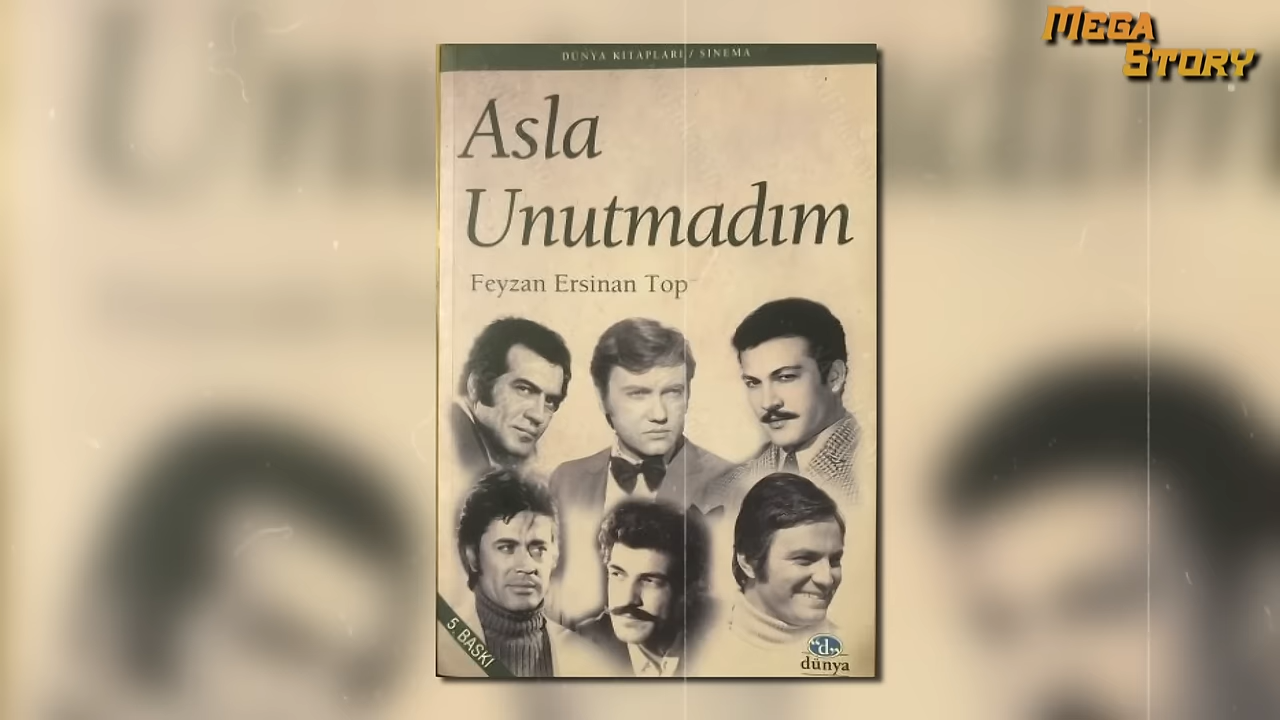 MEGA
STORY
DÜNYA KİTAPLARI / SİNEMA
Asla
Unutmadım
Feyzan Ersinan Top
5. BASKI
"d"
dünya